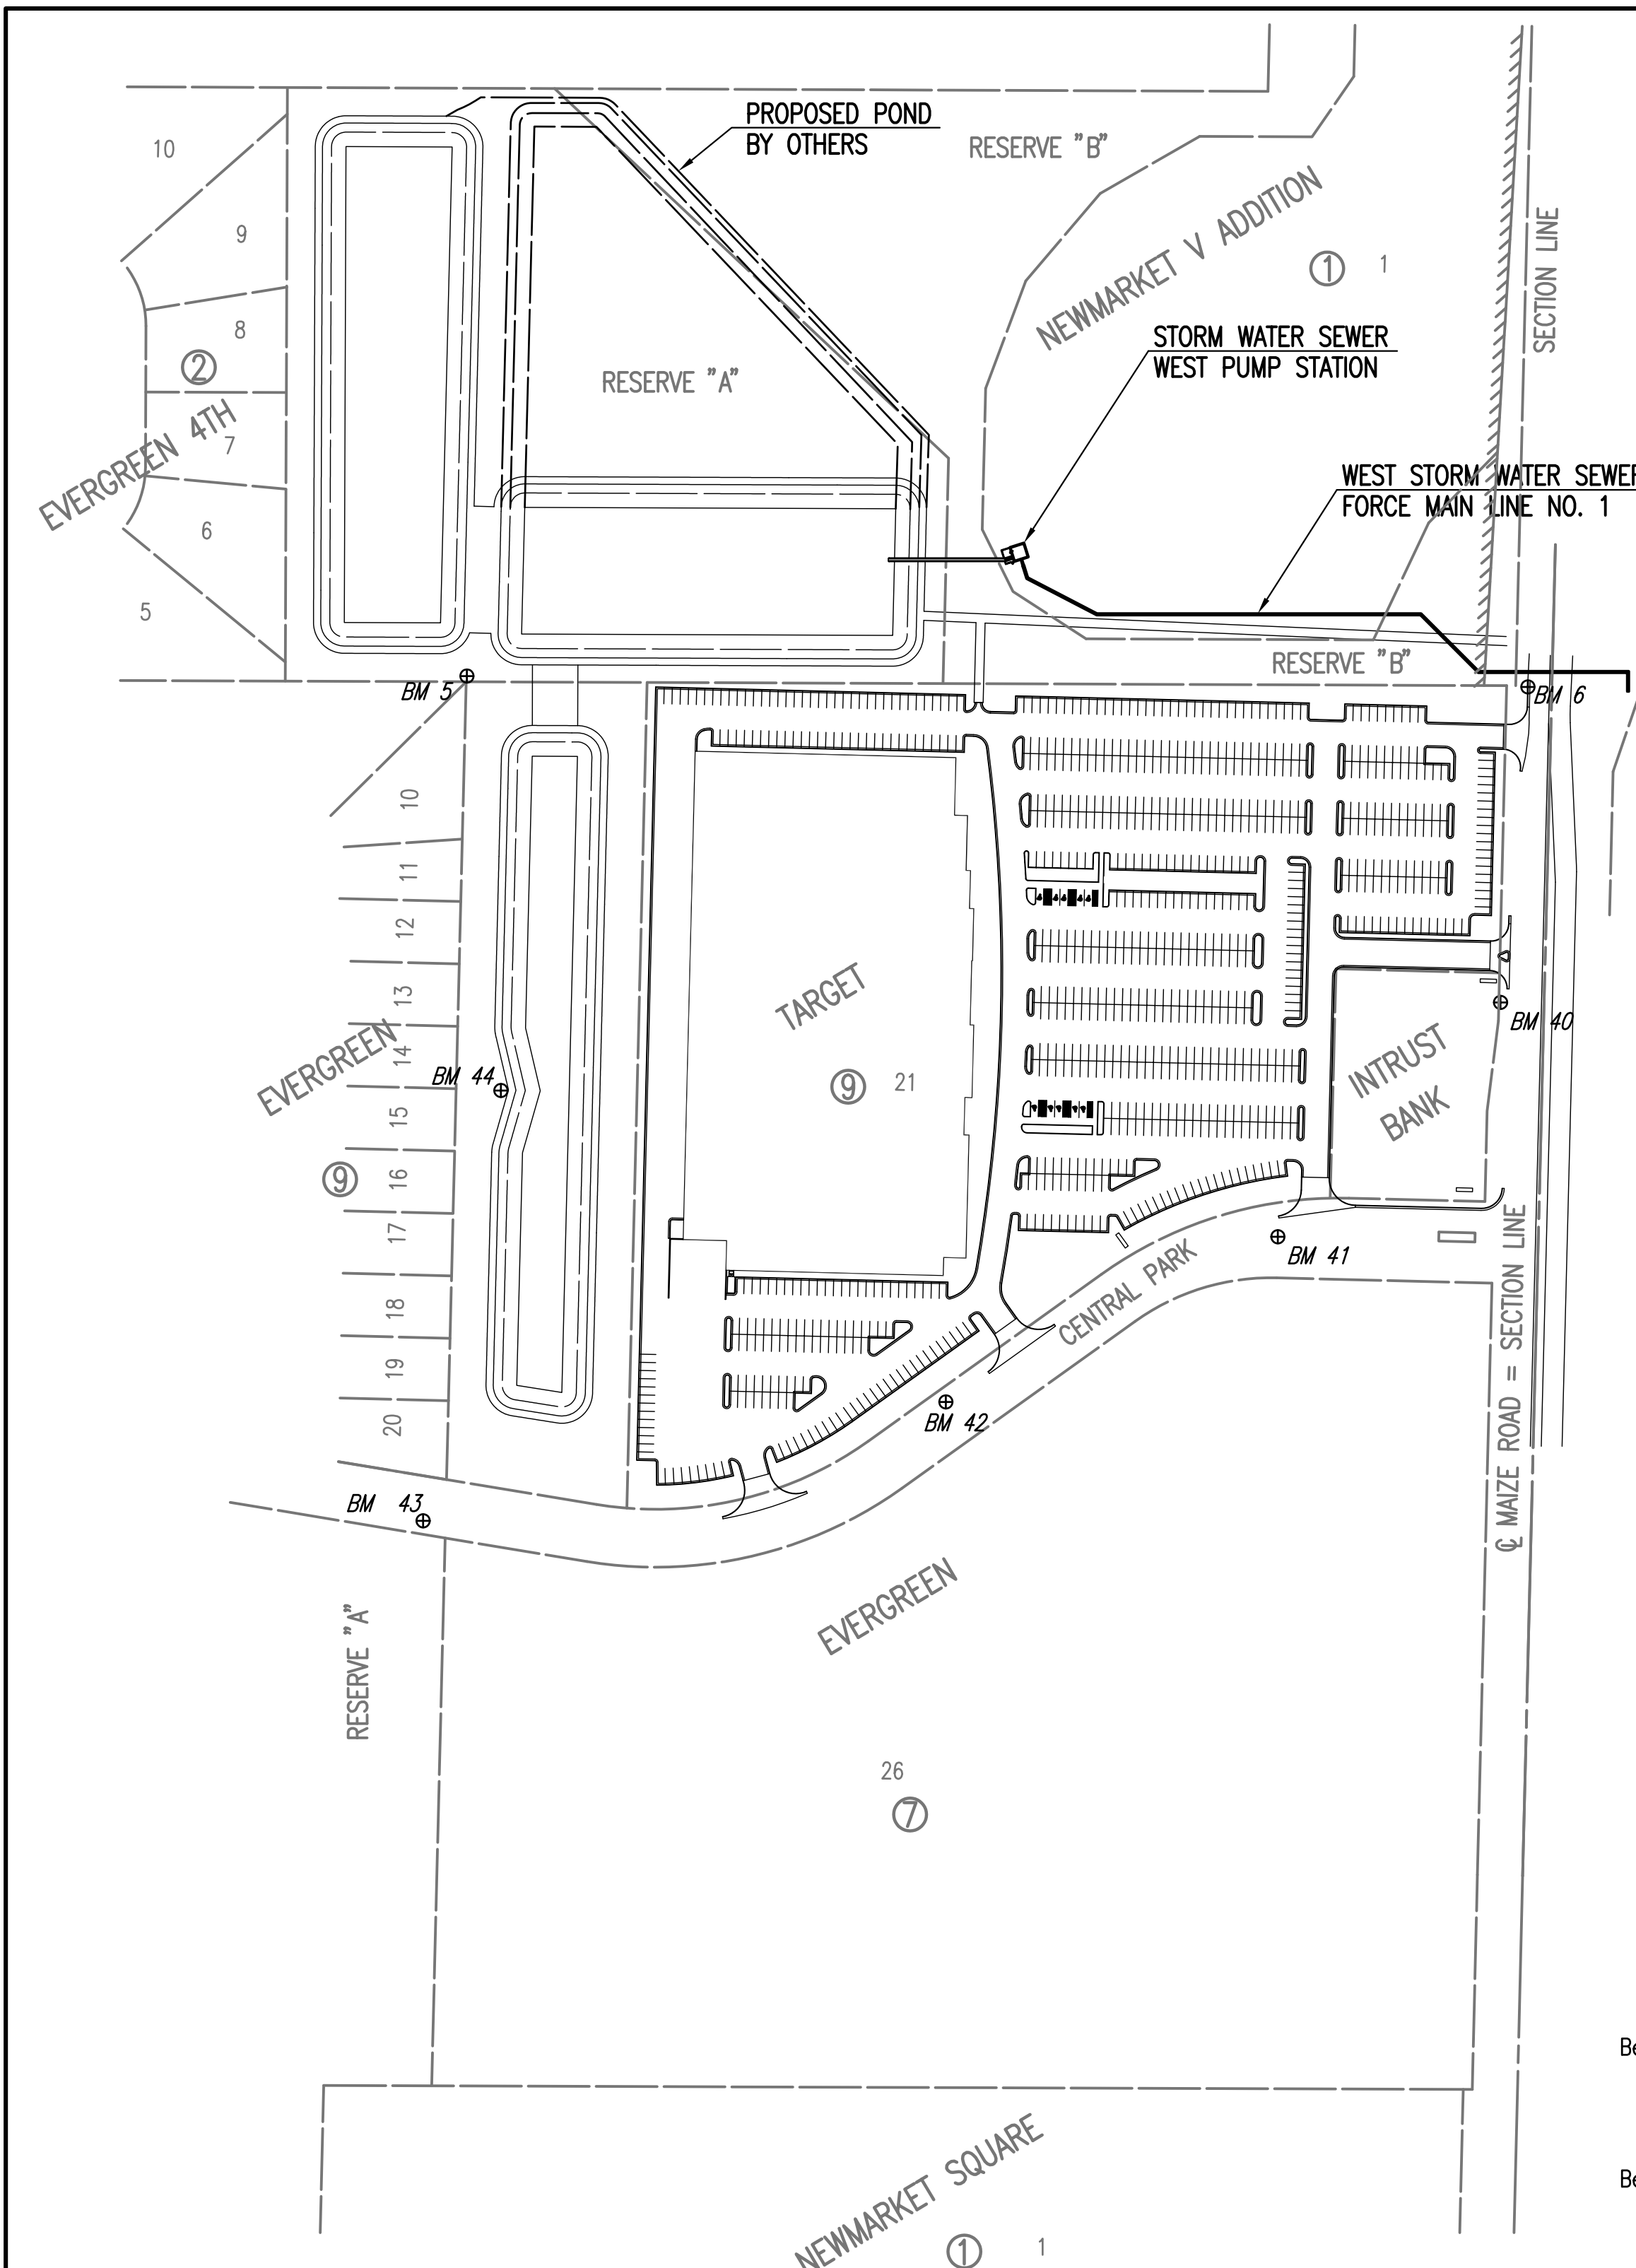 PROPOSED POND
BY OTHERS
RESERVE "B"
10
9
8
②
7
EVERGREEN 4TH
6
5
RESERVE "A"
NEWMARKET V ADDITION
① 1
SECTION LINE
STORM WATER SEWER
WEST PUMP STATION
WEST STORM WATER SEWER
FORCE MAIN LINE NO. 1
RESERVE "B"
BM 5
BM 6
10
11
12
13
14
15
16
17
18
19
20
EVERGREEN
⑨
BM 44
TARGET
⑨ 21
INTRUST
BANK
BM 40
BM 41
CENTRAL PARK
BM 42
BM 43
℄ MAIZE ROAD = SECTION LINE
EVERGREEN
RESERVE "A"
26
⑦
Be
Be
NEWMARKET SQUARE
① 1